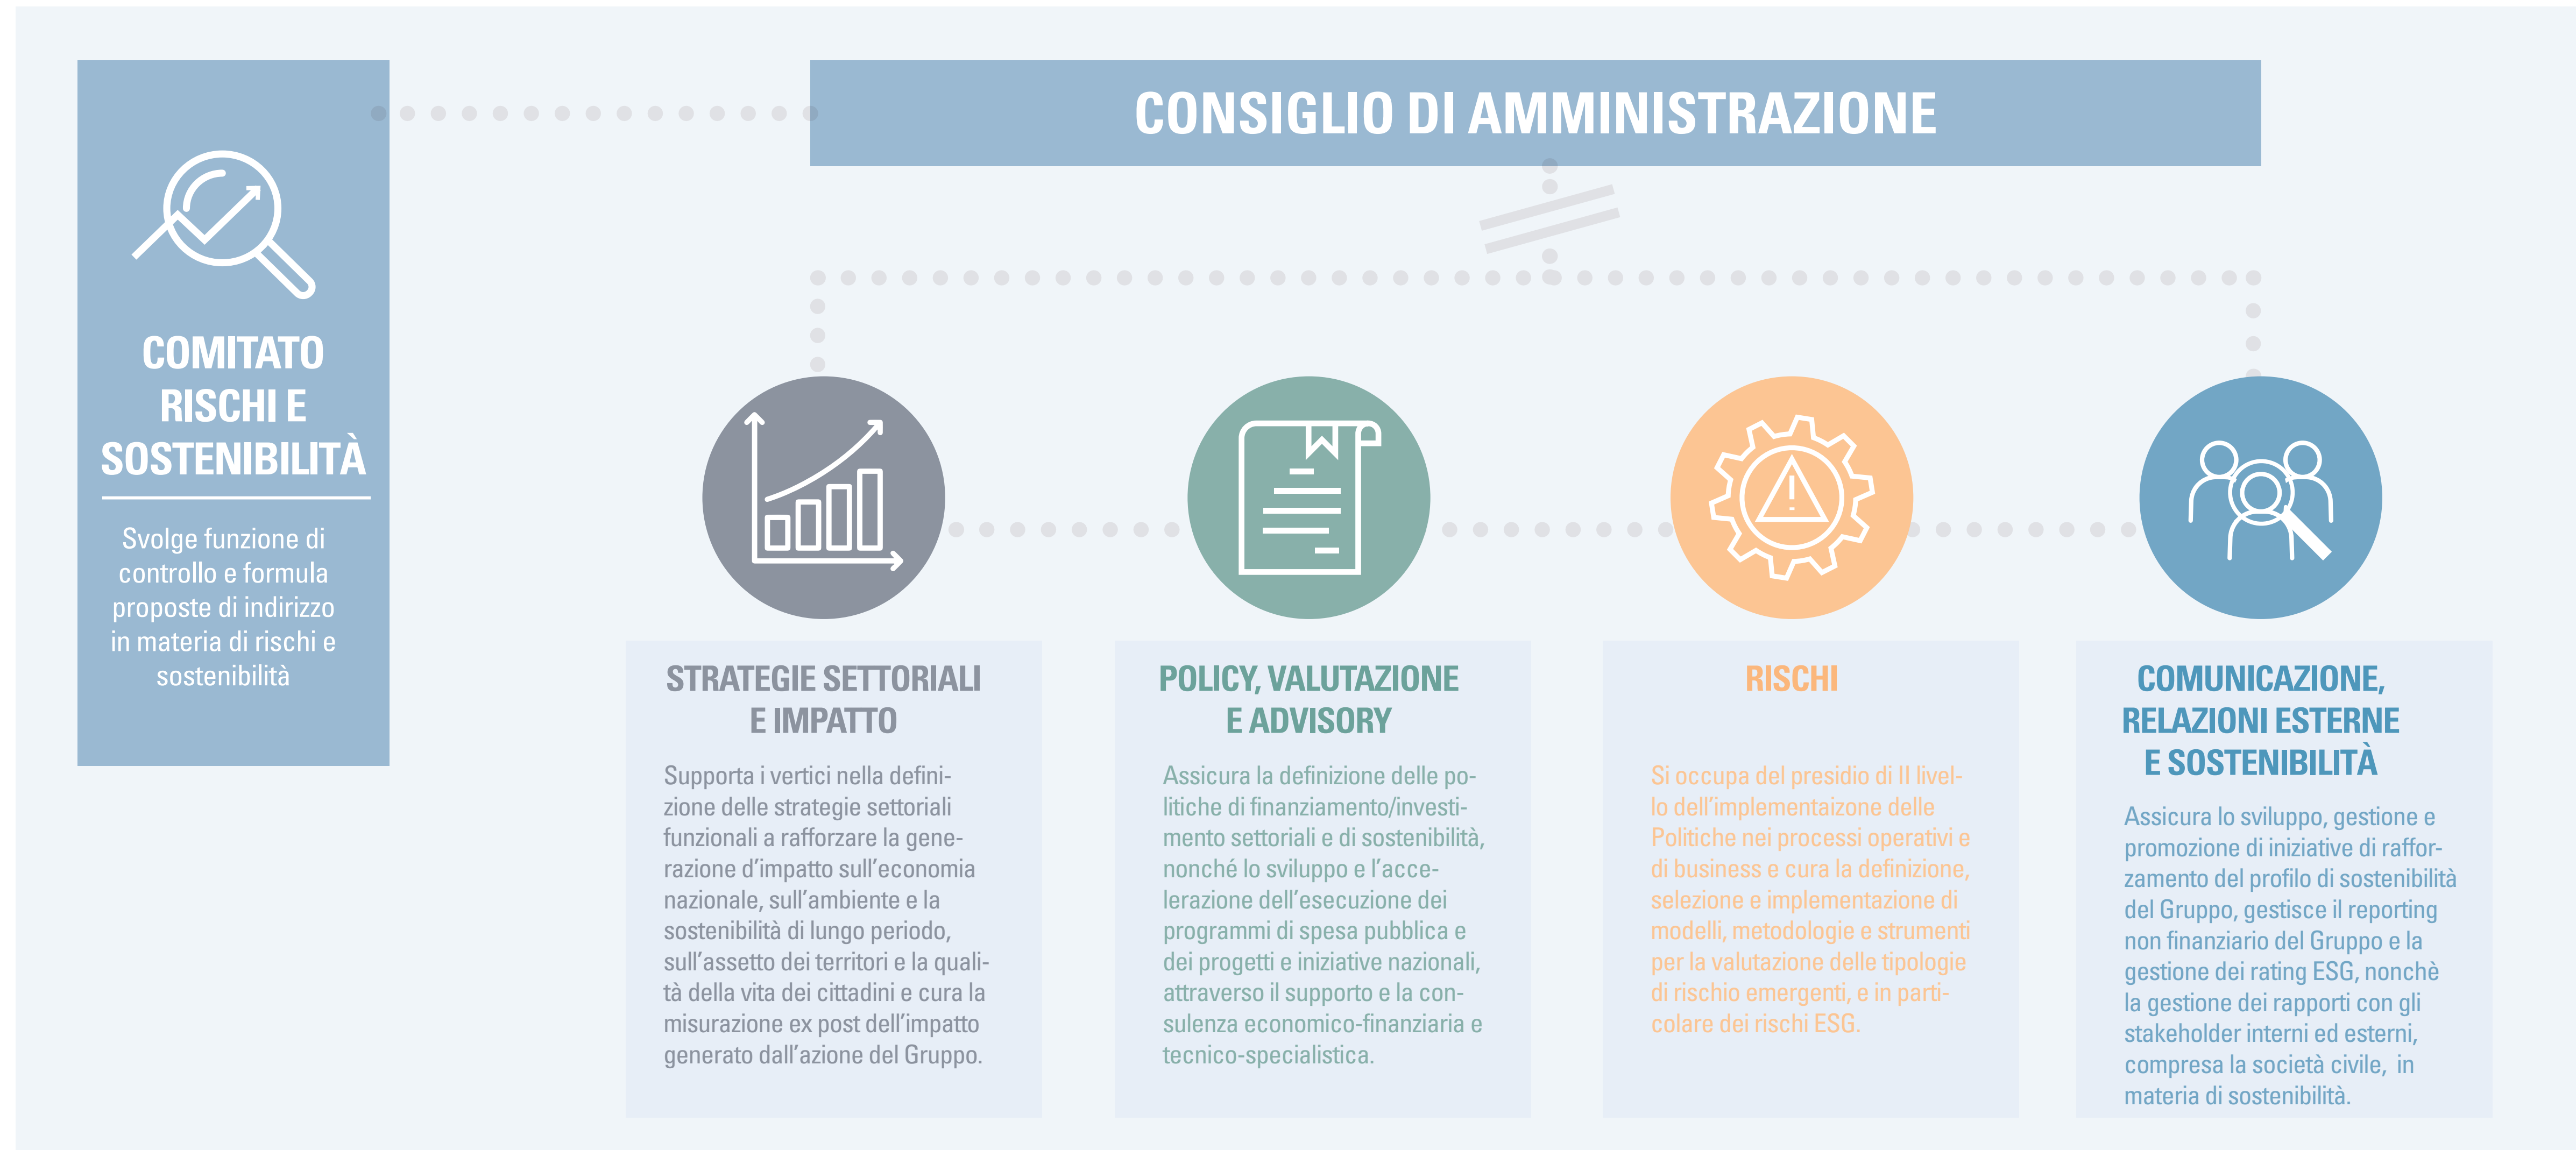 CONSIGLIO DI AMMINISTRAZIONE
COMITATO
RISCHI E
SOSTENIBILITÀ
Svolge funzione di
controllo e formula
proposte di indirizzo
in materia di rischi e
sostenibilità
STRATEGIE SETTORIALI
E IMPATTO
Supporta i vertici nella defini-
zione delle strategie settoriali
funzionali a rafforzare la gene-
razione d'impatto sull'economia
nazionale, sull'ambiente e la
sostenibilità di lungo periodo,
sull'assetto dei territori e la quali-
tà della vita dei cittadini e cura la
misurazione ex post dell'impatto
generato dall'azione del Gruppo.
POLICY, VALUTAZIONE
E ADVISORY
Assicura la definizione delle po-
litiche di finanziamento/investi-
mento settoriali e di sostenibilità,
nonché lo sviluppo e l'acce-
lerazione dell'esecuzione dei
programmi di spesa pubblica e
dei progetti e iniziative nazionali,
attraverso il supporto e la con-
sulenza economico-finanziaria e
tecnico-specialistica.
RISCHI
Si occupa del presidio di II livel-
lo dell'implementaizone delle
Politiche nei processi operativi e
di business e cura la definizione,
selezione e implementazione di
modelli, metodologie e strumenti
per la valutazione delle tipologie
di rischio emergenti, e in parti-
colare dei rischi ESG.
COMUNICAZIONE,
RELAZIONI ESTERNE
E SOSTENIBILITÀ
Assicura lo sviluppo, gestione e
promozione di iniziative di raffor-
zamento del profilo di sostenibilità
del Gruppo, gestisce il reporting
non finanziario del Gruppo e la
gestione dei rating ESG, nonchè
la gestione dei rapporti con gli
stakeholder interni ed esterni,
compresa la società civile, in
materia di sostenibilità.